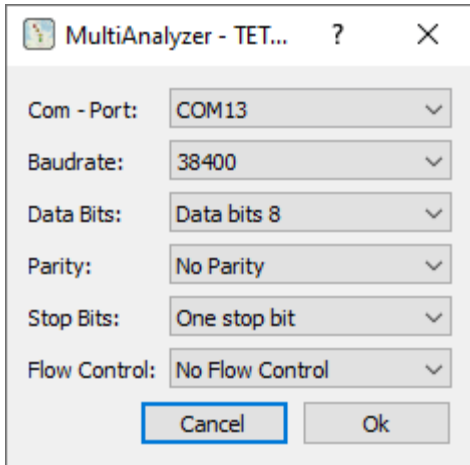 MultiAnalyzer - TET... ?
Com - Port: COM13
Baudrate: 38400
Data Bits: Data bits 8
Parity: No Parity
Stop Bits: One stop bit
Flow Control: No Flow Control
Cancel Ok